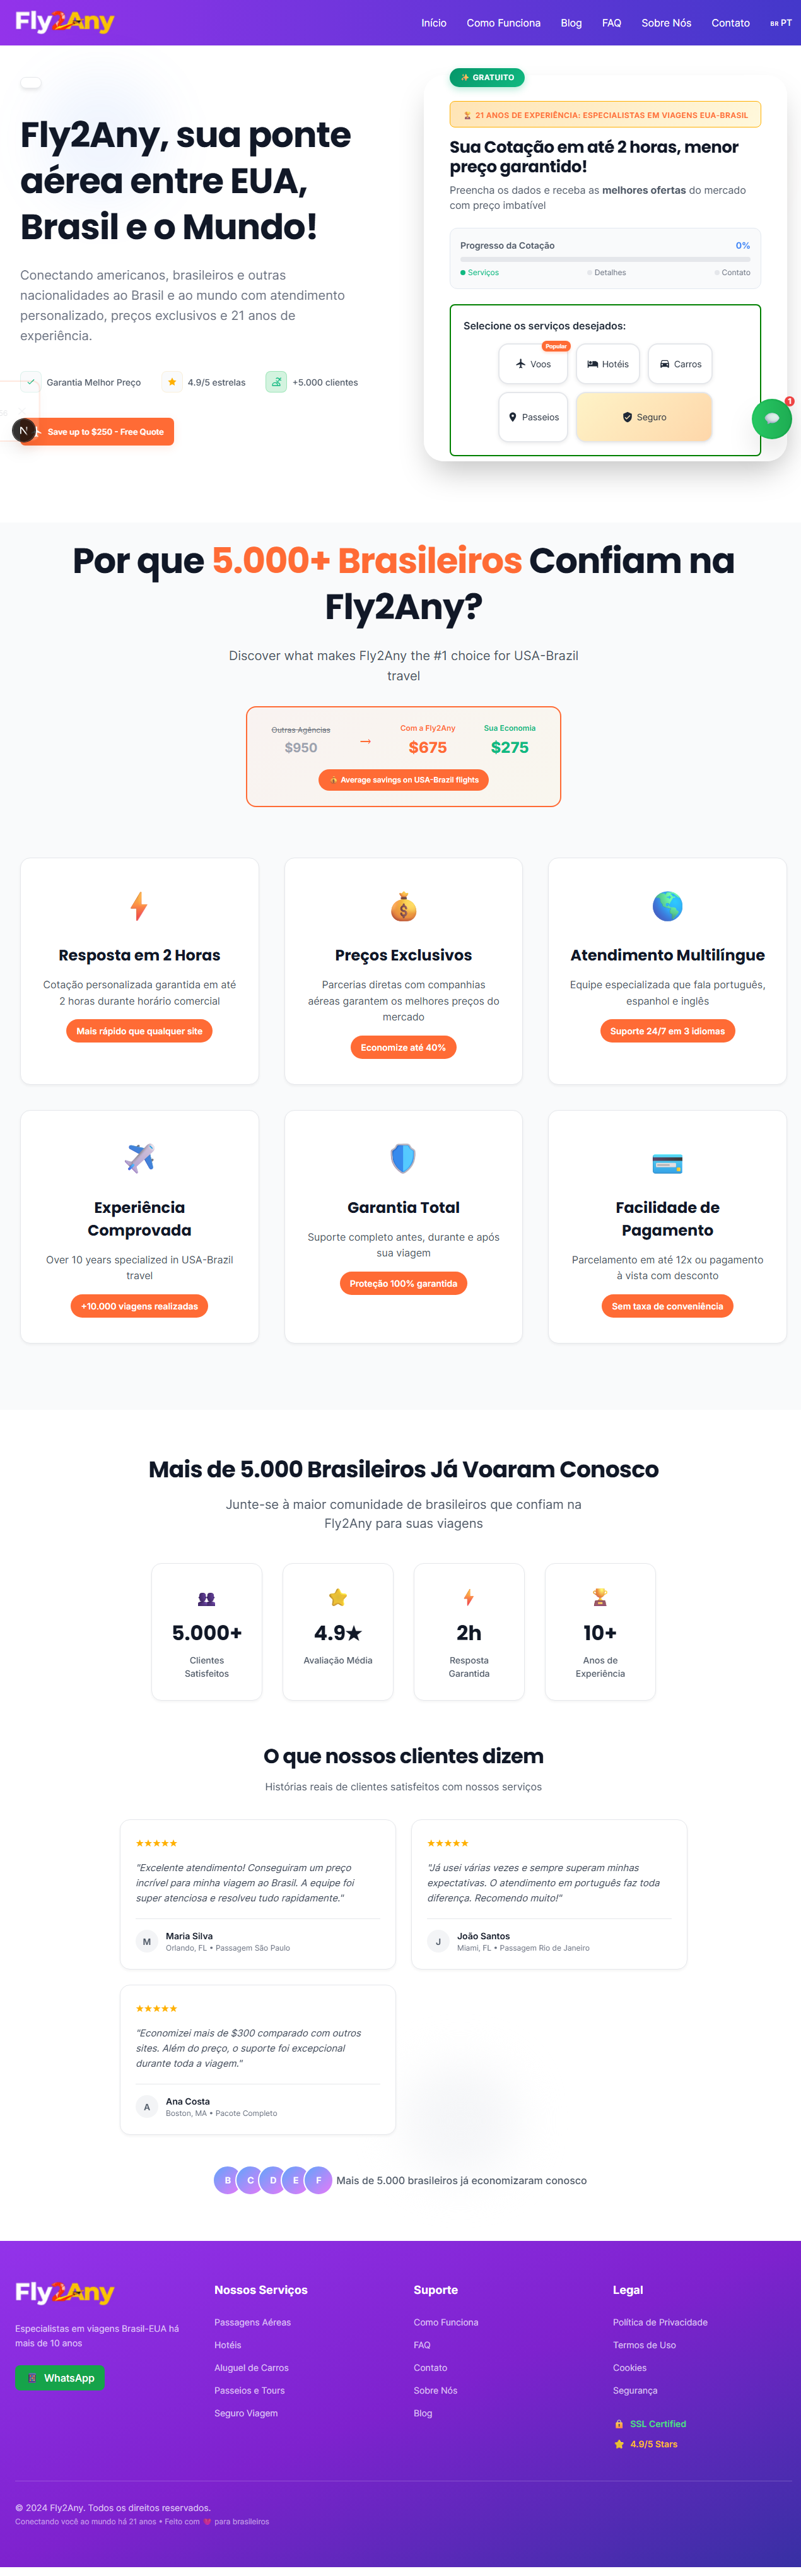 Fly2Any
Início
Como Funciona
Blog
FAQ
Sobre Nós
Contato
BR PT
Fly2Any, sua ponte
aérea entre EUA,
Brasil e o Mundo!
Conectando americanos, brasileiros e outras
nacionalidades ao Brasil e ao mundo com atendimento
personalizado, preços exclusivos e 21 anos de
experiência.
Garantia Melhor Preço
4.9/5 estrelas
+5.000 clientes
N
Save up to $250 - Free Quote
GRATUITO
21 ANOS DE EXPERIÊNCIA: ESPECIALISTAS EM VIAGENS EUA-BRASIL
Sua Cotação em até 2 horas, menor
preço garantido!
Preencha os dados e receba as melhores ofertas do mercado
com preço imbatível
Progresso da Cotação
0%
Serviços
Detalhes
Contato
Selecione os serviços desejados:
Popular
Voos
Hotéis
Carros
Passeios
Seguro
1
Por que 5.000+ Brasileiros Confiam na
Fly2Any?
Discover what makes Fly2Any the #1 choice for USA-Brazil
travel
Outras Agências
$950
→
Com a Fly2Any
$675
Sua Economia
$275
Average savings on USA-Brazil flights
Resposta em 2 Horas
Cotação personalizada garantida em até
2 horas durante horário comercial
Mais rápido que qualquer site
Preços Exclusivos
Parcerias diretas com companhias
aéreas garantem os melhores preços do
mercado
Economize até 40%
Atendimento Multilíngue
Equipe especializada que fala português,
espanhol e inglês
Suporte 24/7 em 3 idiomas
Experiência
Comprovada
Over 10 years specialized in USA-Brazil
travel
+10.000 viagens realizadas
Garantia Total
Suporte completo antes, durante e após
sua viagem
Proteção 100% garantida
Facilidade de
Pagamento
Parcelamento em até 12x ou pagamento
à vista com desconto
Sem taxa de conveniência
Mais de 5.000 Brasileiros Já Voaram Conosco
Junte-se à maior comunidade de brasileiros que confiam na
Fly2Any para suas viagens
5.000+
Clientes
Satisfeitos
4.9★
Avaliação Média
2h
Resposta
Garantida
10+
Anos de
Experiência
O que nossos clientes dizem
Histórias reais de clientes satisfeitos com nossos serviços
★★★★★
"Excelente atendimento! Conseguiram um preço
incrível para minha viagem ao Brasil. A equipe foi
super atenciosa e resolveu tudo rapidamente."
M
Maria Silva
Orlando, FL • Passagem São Paulo
★★★★★
"Já usei várias vezes e sempre superam minhas
expectativas. O atendimento em português faz toda
diferença. Recomendo muito!"
J
João Santos
Miami, FL • Passagem Rio de Janeiro
★★★★★
"Economizei mais de $300 comparado com outros
sites. Além do preço, o suporte foi excepcional
durante toda a viagem."
A
Ana Costa
Boston, MA • Pacote Completo
B C D E F
Mais de 5.000 brasileiros já economizaram conosco
Fly2Any
Especialistas em viagens Brasil-EUA há
mais de 10 anos
WhatsApp
Nossos Serviços
Passagens Aéreas
Hotéis
Aluguel de Carros
Passeios e Tours
Seguro Viagem
Suporte
Como Funciona
FAQ
Contato
Sobre Nós
Blog
Legal
Política de Privacidade
Termos de Uso
Cookies
Segurança
SSL Certified
4.9/5 Stars
© 2024 Fly2Any. Todos os direitos reservados.
Conectando você ao mundo há 21 anos • Feito com ❤️ para brasileiros